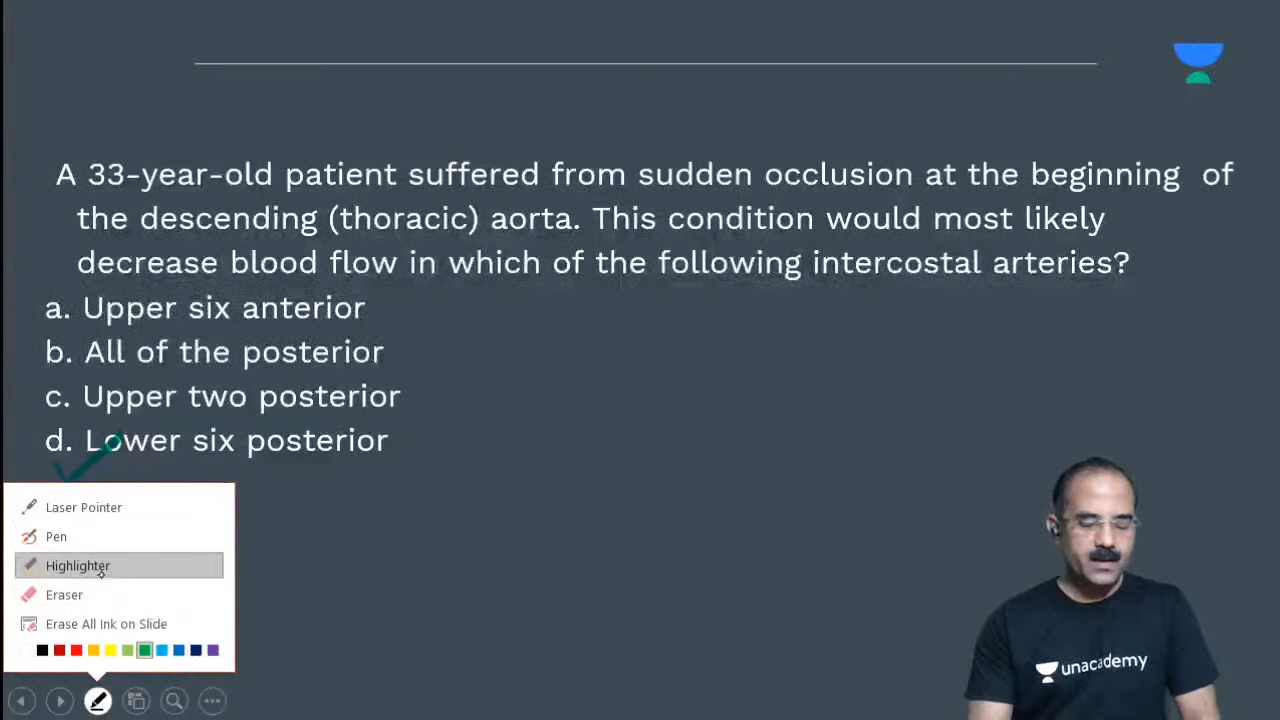 A 33-year-old patient suffered from sudden occlusion at the beginning of
the descending (thoracic) aorta. This condition would most likely
decrease blood flow in which of the following intercostal arteries?
a. Upper six anterior
b. All of the posterior
c. Upper two posterior
d. Lower six posterior
Laser Pointer
Pen
Highlighter
Eraser
Erase All Ink on Slide
unacademy